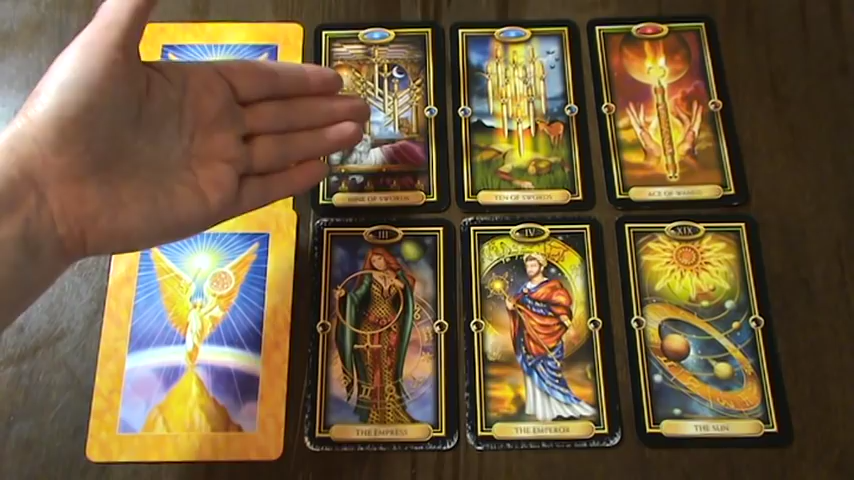 NINE OF SWORDS
TEN OF SWORDS
ACE OF WANDS
III
IV
XIX
THE EMPRESS
THE EMPEROR
THE SUN